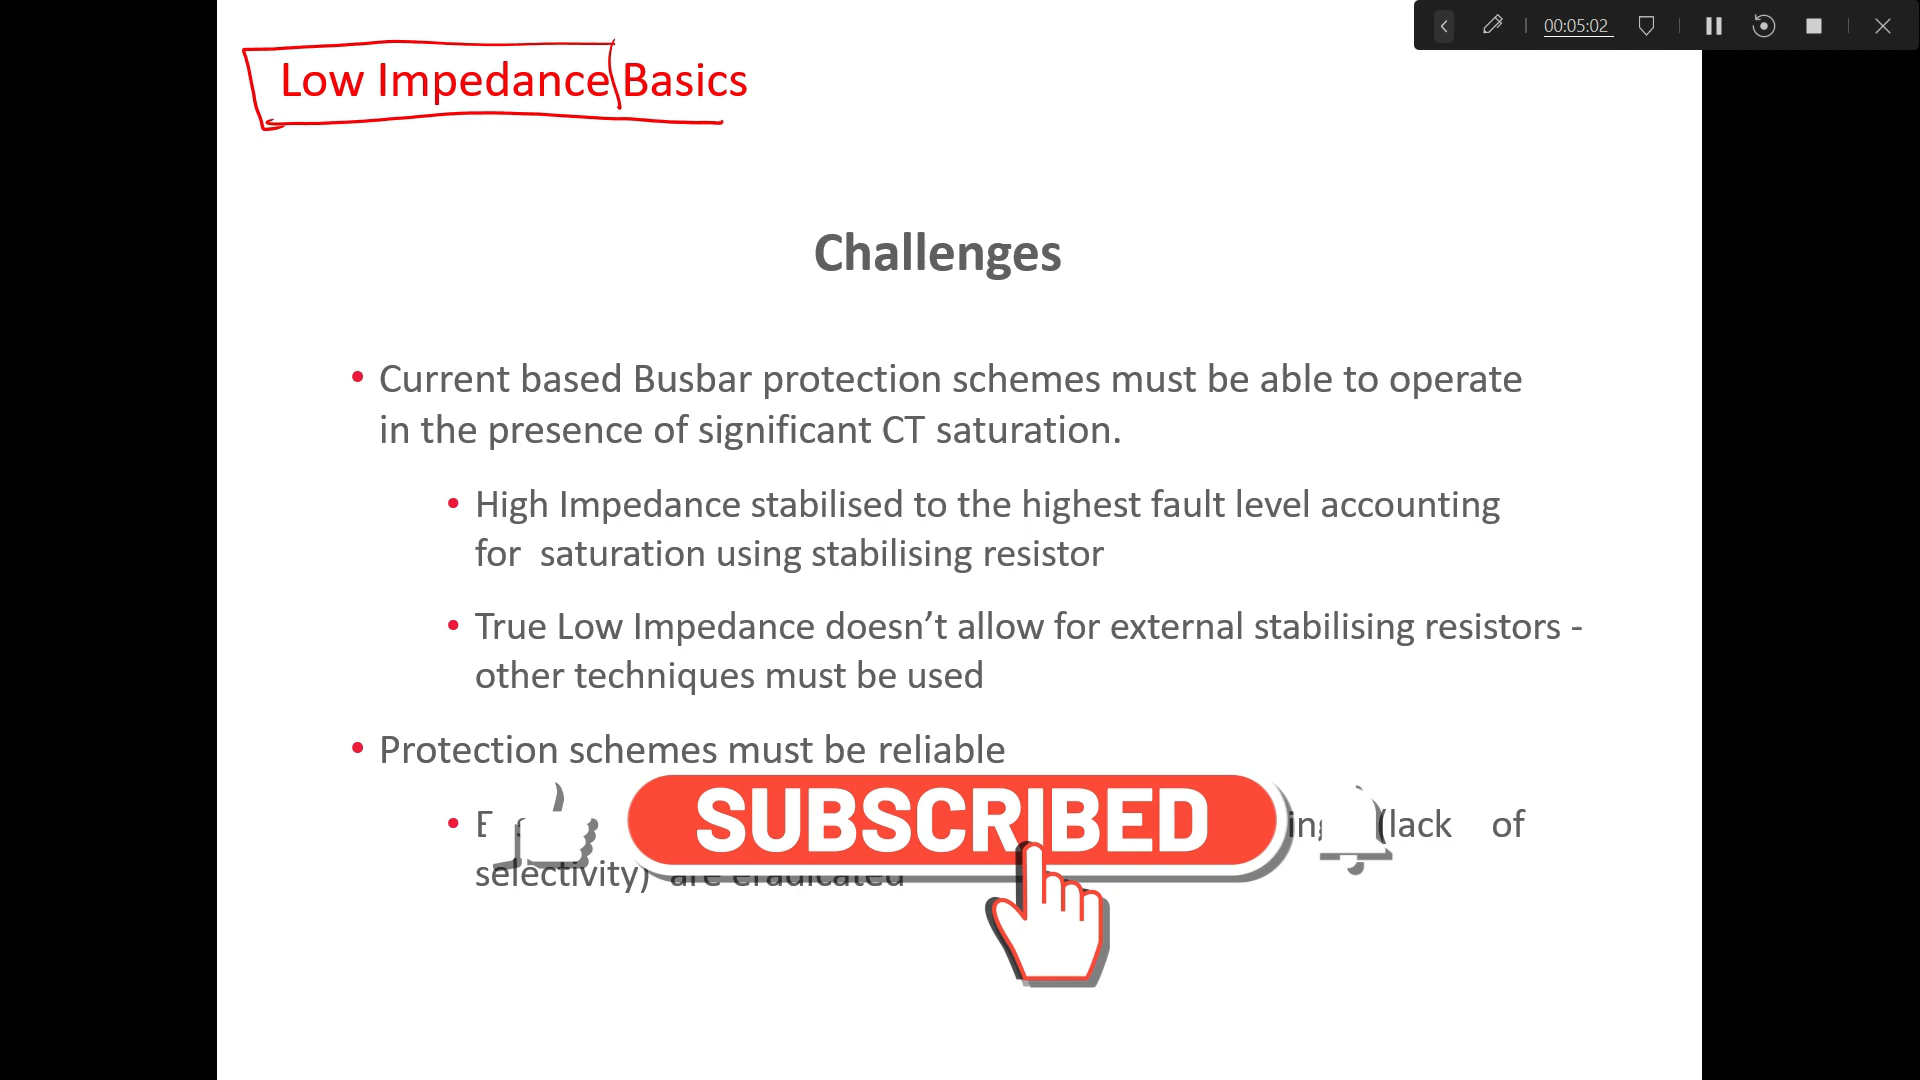 00:05:02
Low Impedance Basics
Challenges
• Current based Busbar protection schemes must be able to operate
in the presence of significant CT saturation.
• High Impedance stabilised to the highest fault level accounting
for saturation using stabilising resistor
• True Low Impedance doesn’t allow for external stabilising resistors -
other techniques must be used
• Protection schemes must be reliable
SUBSCRIBED
(lack of
selectivity) are eradicated